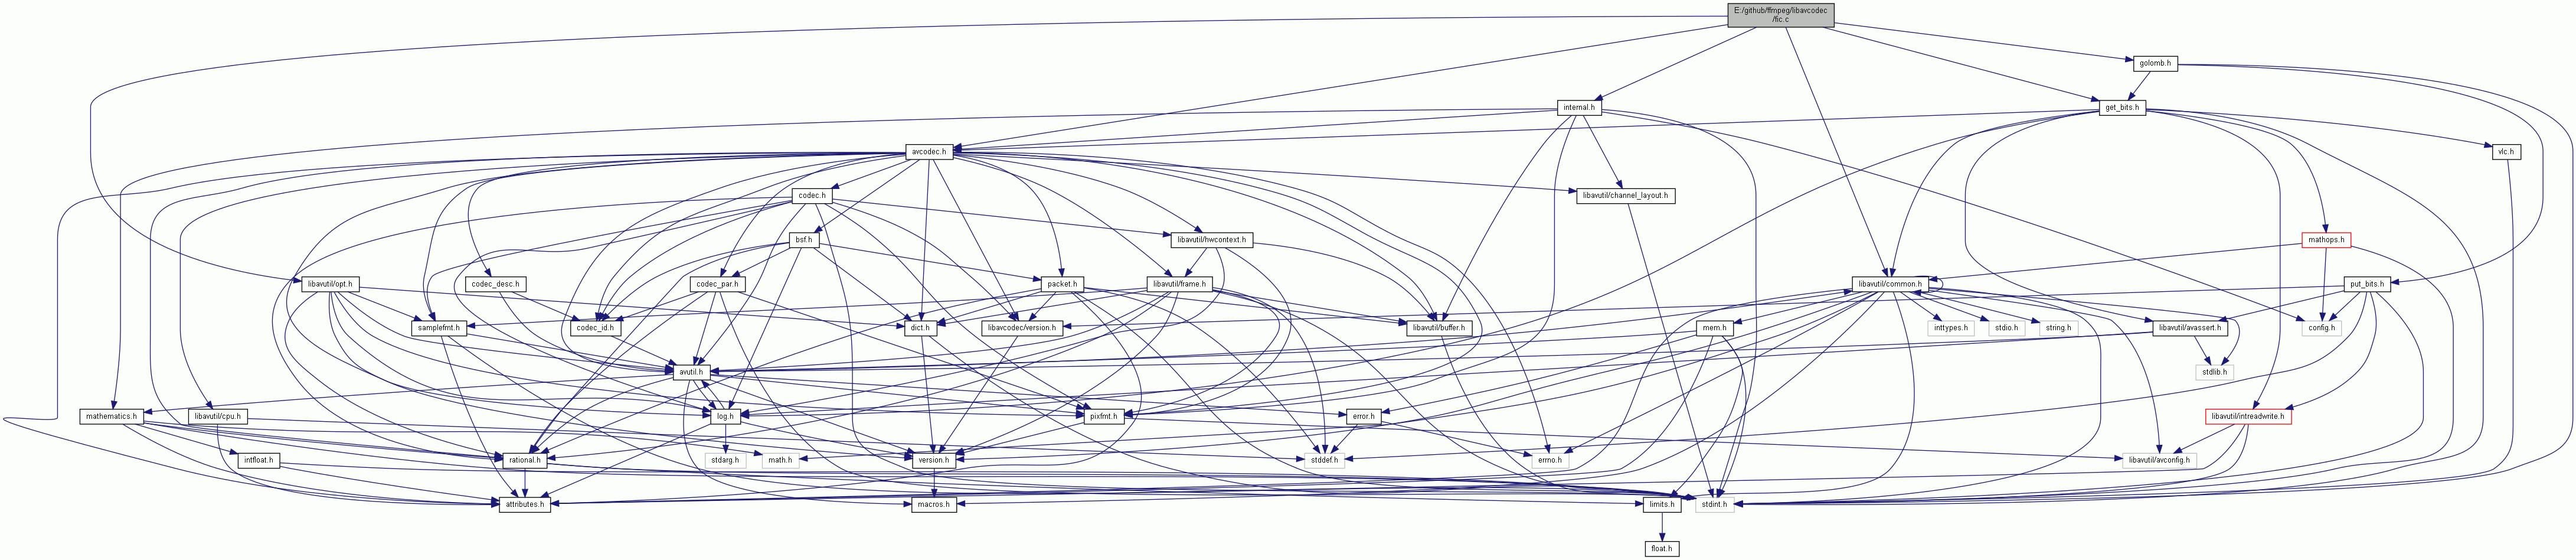 E:/github/ffmpeg/libavcodec
/fic.c
golomb.h
internal.h
get_bits.h
avcodec.h
vlc.h
codec.h
libavutil/channel_layout.h
bsf.h
libavutil/hwcontext.h
mathops.h
libavutil/opt.h
codec_desc.h
codec_par.h
packet.h
libavutil/frame.h
libavutil/common.h
put_bits.h
samplefmt.h
codec_id.h
dict.h
libavcodec/version.h
libavutil/buffer.h
mem.h
inttypes.h
stdio.h
string.h
libavutil/avassert.h
config.h
avutil.h
stdlib.h
mathematics.h
libavutil/cpu.h
log.h
pixfmt.h
error.h
libavutil/intreadwrite.h
intfloat.h
rational.h
stdarg.h
math.h
version.h
stddef.h
errno.h
libavutil/avconfig.h
attributes.h
macros.h
limits.h
stdint.h
float.h